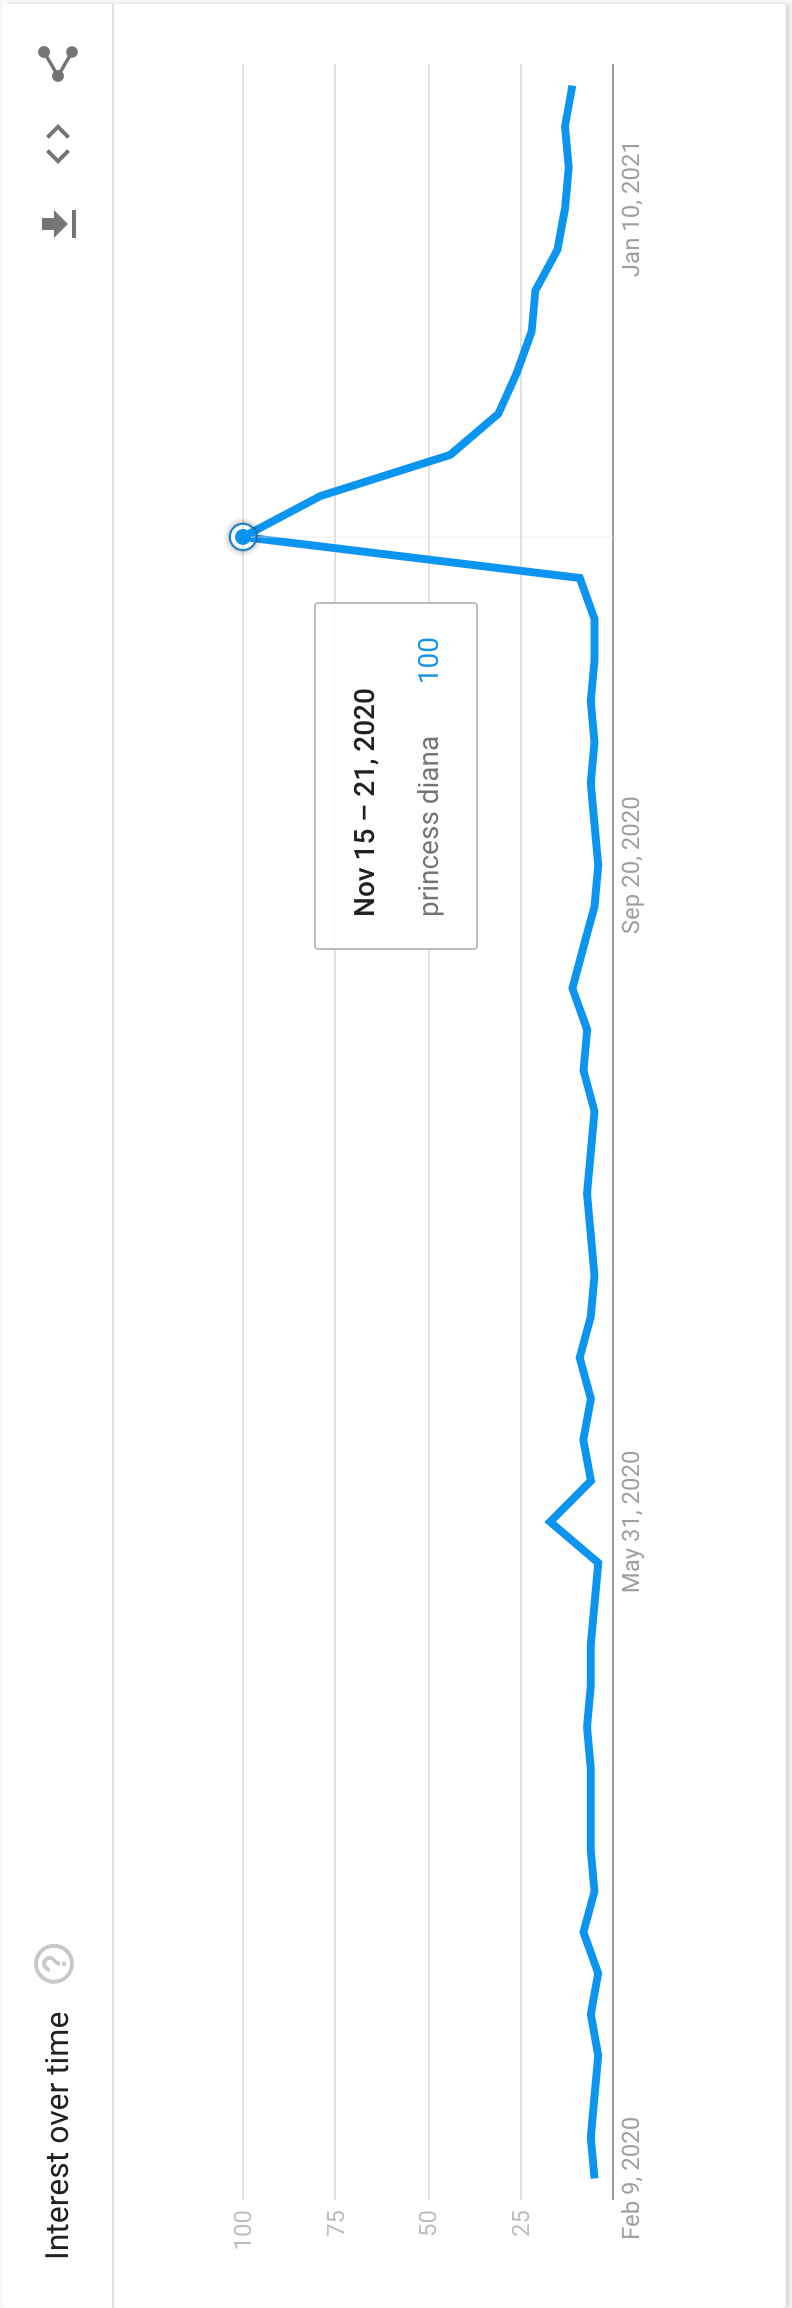 Interest over time
100
75
50
25
Nov 15 – 21, 2020
princess diana 100
Feb 9, 2020
May 31, 2020
Sep 20, 2020
Jan 10, 2021